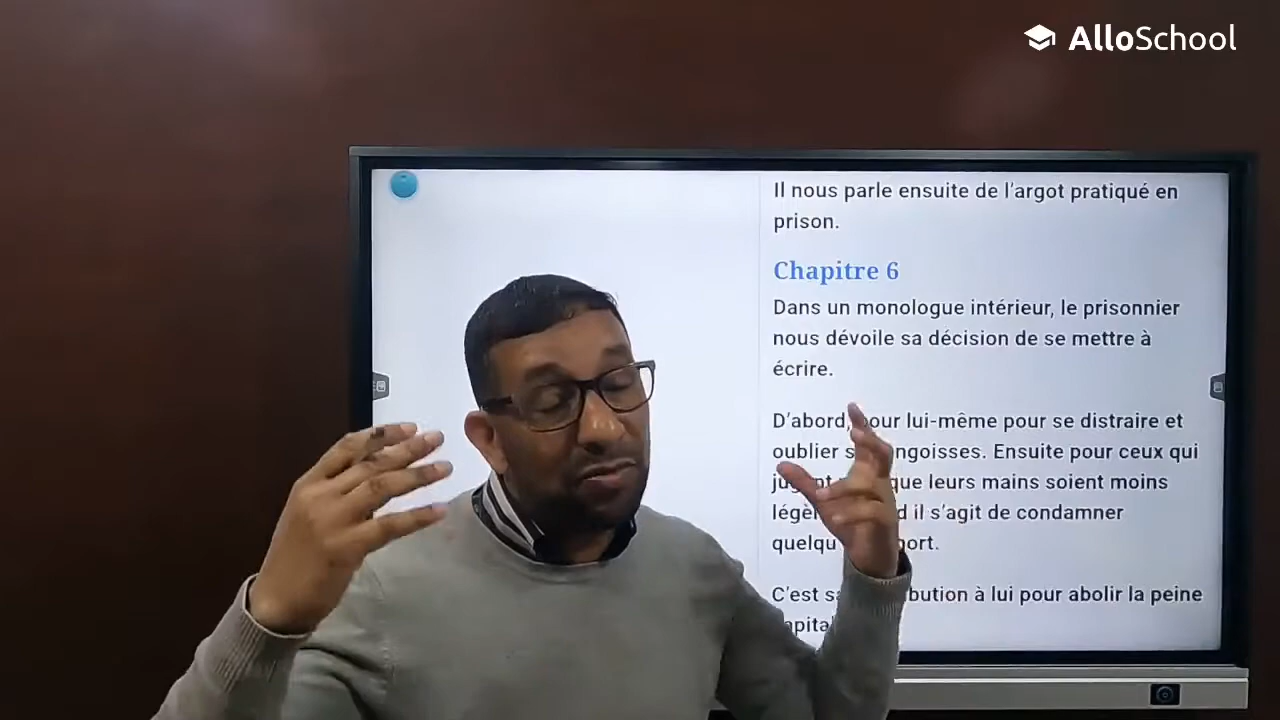 AlloSchool
Il nous parle ensuite de l'argot pratiqué en
prison.
Chapitre 6
Dans un monologue intérieur, le prisonnier
nous dévoile sa décision de se mettre à
écrire.
D'abord, pour lui-même pour se distraire et
oublier ses angoisses. Ensuite pour ceux qui
que leurs mains soient moins
il s'agit de condamner
C'est sa contribution à lui pour abolir la peine